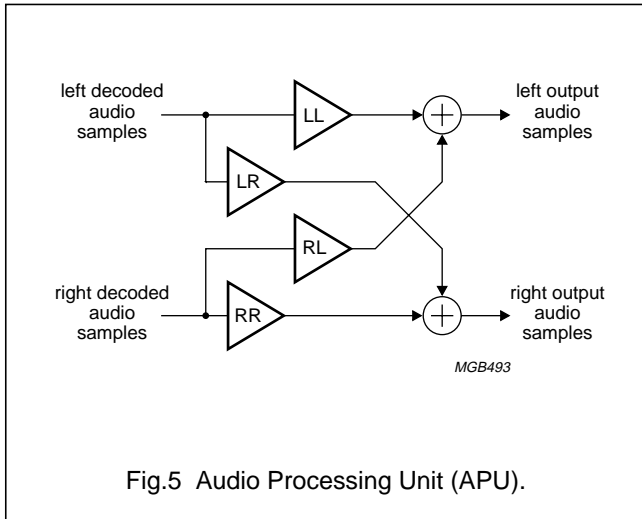 left decoded
audio
samples
LL
left output
audio
samples
LR
RL
right decoded
audio
samples
RR
right output
audio
samples
MGB493
Fig.5 Audio Processing Unit (APU).